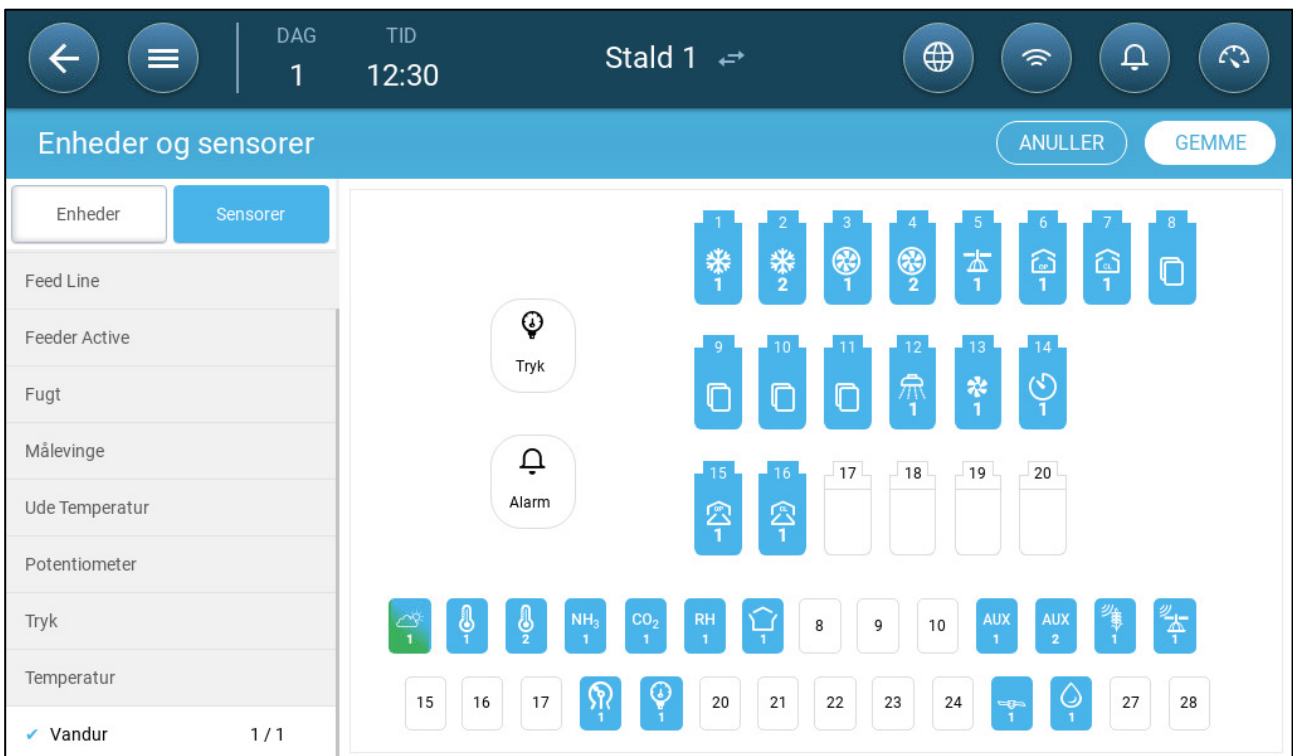 DAG TID
1 12:30 Stald 1
Enheder og sensorer ANULLER GEMME
Enheder Sensorer
Feed Line
Feeder Active
Fugt
Målevinge
Ude Temperatur
Potentiometer
Tryk
Temperatur
Vandur 1 / 1
Tryk
Alarm
1 2 3 4 5 6 7 8
OP CL
1 2 1 2 1 1 1
9 10 11 12 13 14
1 1 1
15 16 17 18 19 20
OP CL
1 1
NH3 CO2 RH 8 9 10 AUX AUX
1 1 2 1 1 1 1 1 2 1 1
15 16 17 20 21 22 23 24 27 28
1 1 1 1